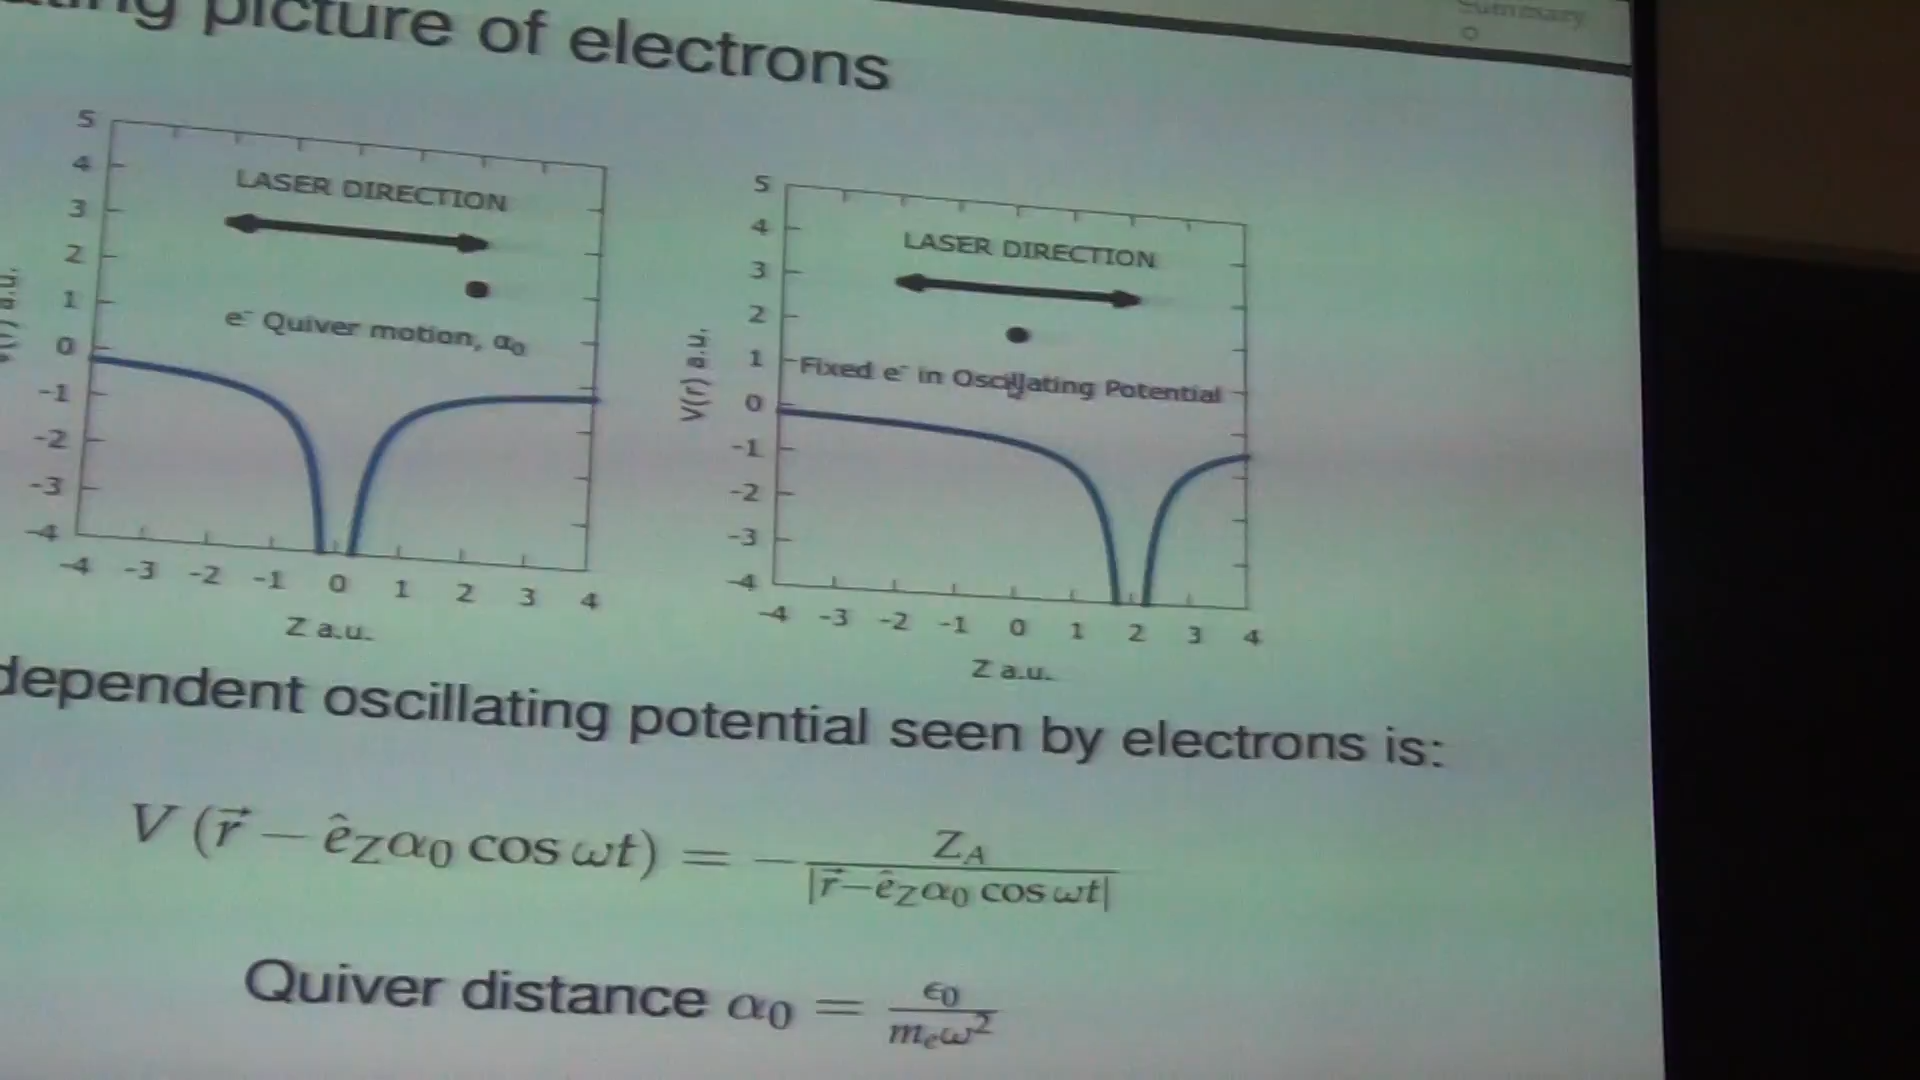 Summary
picture of electrons
5
4
3
2
1
0
-1
-2
-3
-4
LASER DIRECTION
e⁻ Quiver motion, α₀
-4 -3 -2 -1 0 1 2 3 4
Z a.u.
V(r) a.u.
5
4
3
2
1
0
-1
-2
-3
-4
LASER DIRECTION
Fixed e⁻ in Oscillating Potential
-4 -3 -2 -1 0 1 2 3 4
Z a.u.
dependent oscillating potential seen by electrons is:
V (r⃗ − ê_Z α₀ cos ωt) = − Z_A / |r⃗−ê_Z α₀ cos ωt|
Quiver distance α₀ = ϵ₀ / m_e ω²